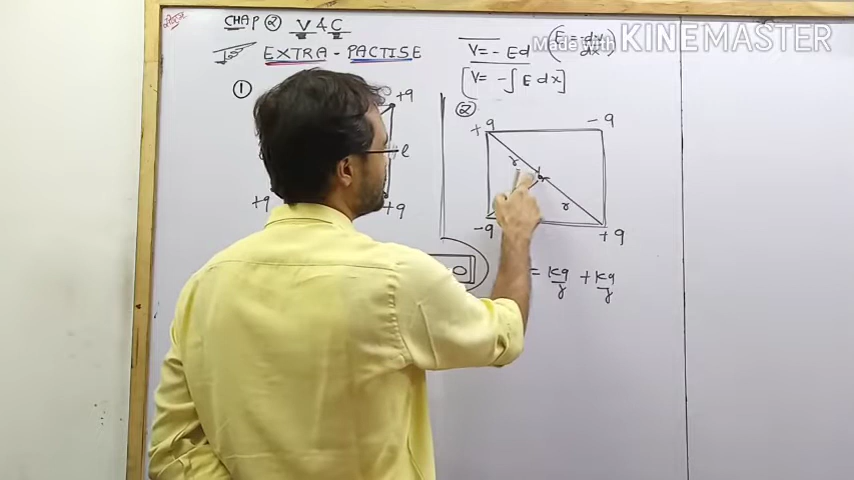 CHAP ② V & C
EXTRA - PACTISE
①
+q
l
+q
+q
V = - Ed
[V = - ∫ E dx]
②
+q
- q
r
r
-q
+q
= Kq/r + Kq/r
Made with KINEMASTER